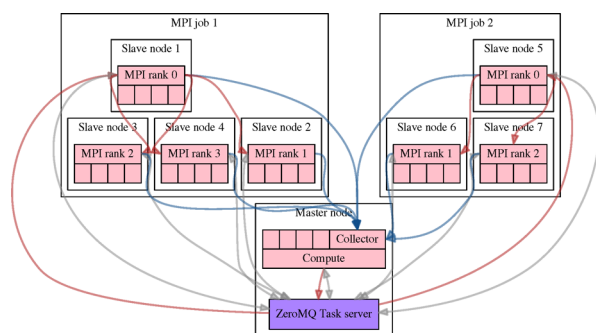 MPI job 1
MPI job 2
Slave node 1
MPI rank 0
Slave node 5
MPI rank 0
Slave node 3
MPI rank 2
Slave node 4
MPI rank 3
Slave node 2
MPI rank 1
Slave node 6
MPI rank 1
Slave node 7
MPI rank 2
Master node
Collector
Compute
ZeroMQ Task server